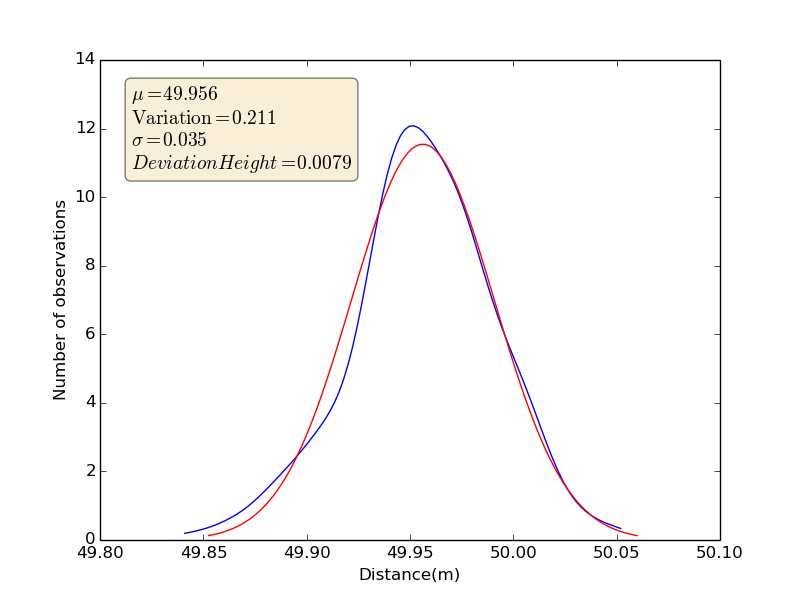 μ=49.956
Variation=0.211
σ=0.035
DeviationHeight=0.0079
14
12
10
8
6
4
2
0
Number of observations
49.80 49.85 49.90 49.95 50.00 50.05 50.10
Distance(m)